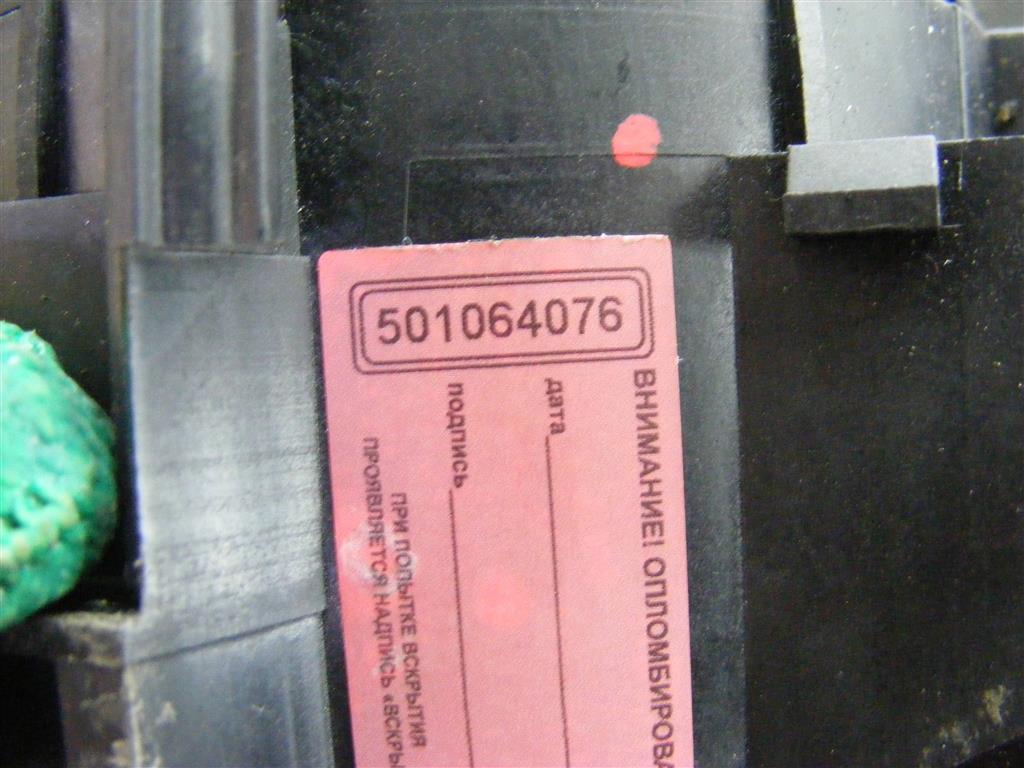 501064076
ВНИМАНИЕ! ОПЛОМБИРОВА
дата
подпись
ПРИ ПОПЫТКЕ ВСКРЫТИЯ
ПРОЯВЛЯЕТСЯ НАДПИСЬ «ВСКРЫ